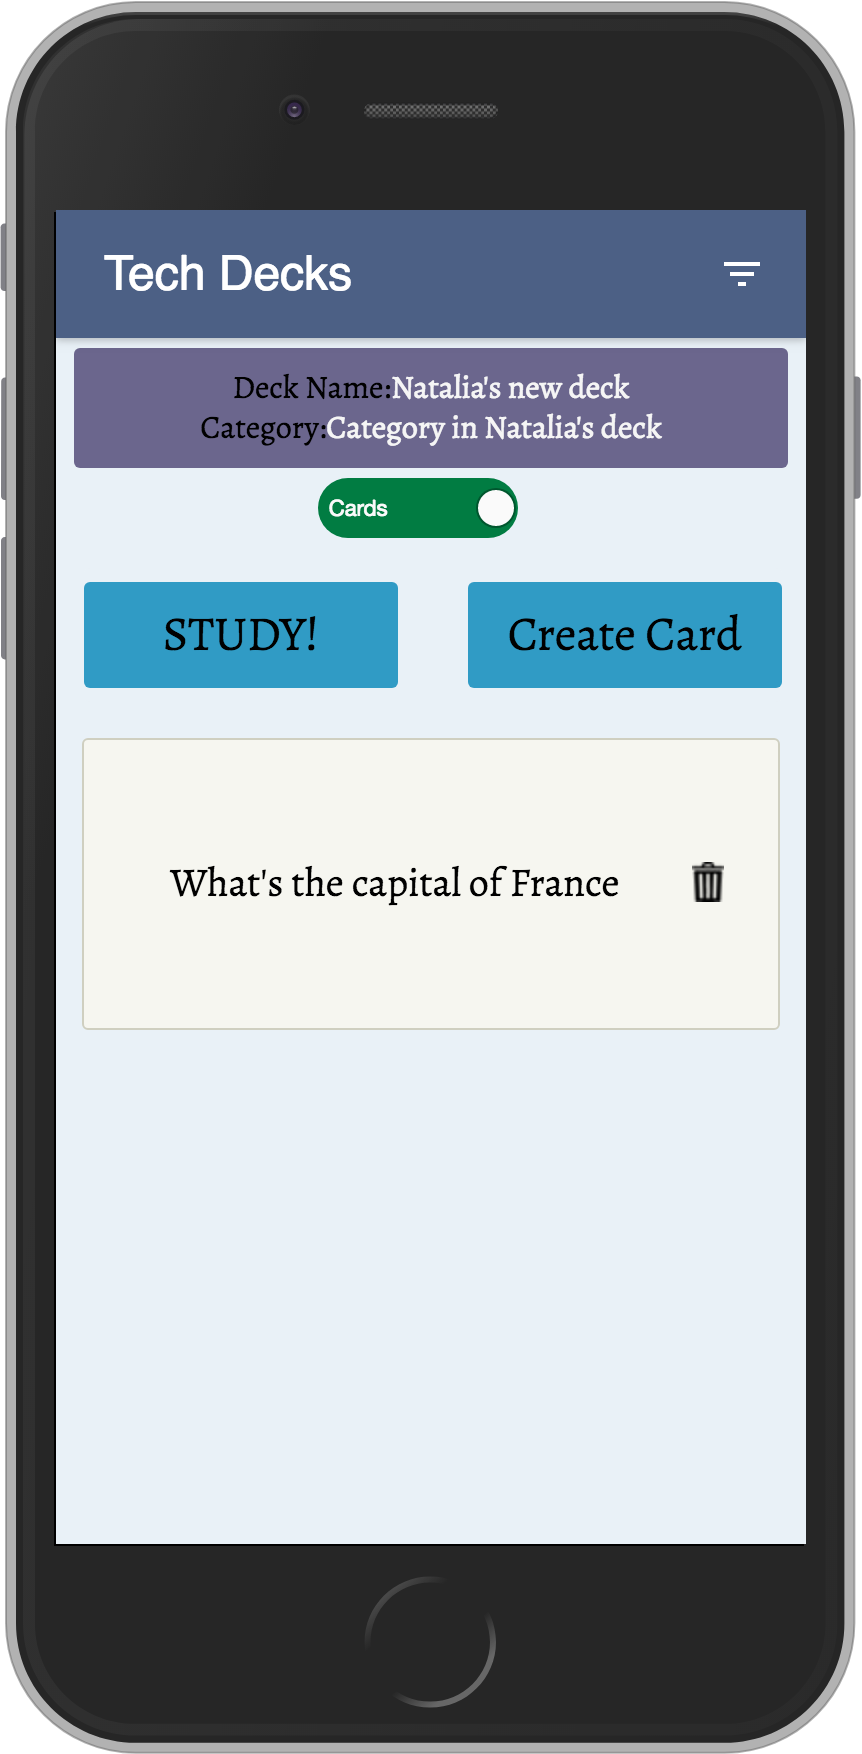 Tech Decks
Deck Name:Natalia's new deck
Category:Category in Natalia's deck
Cards
STUDY!
Create Card
What's the capital of France